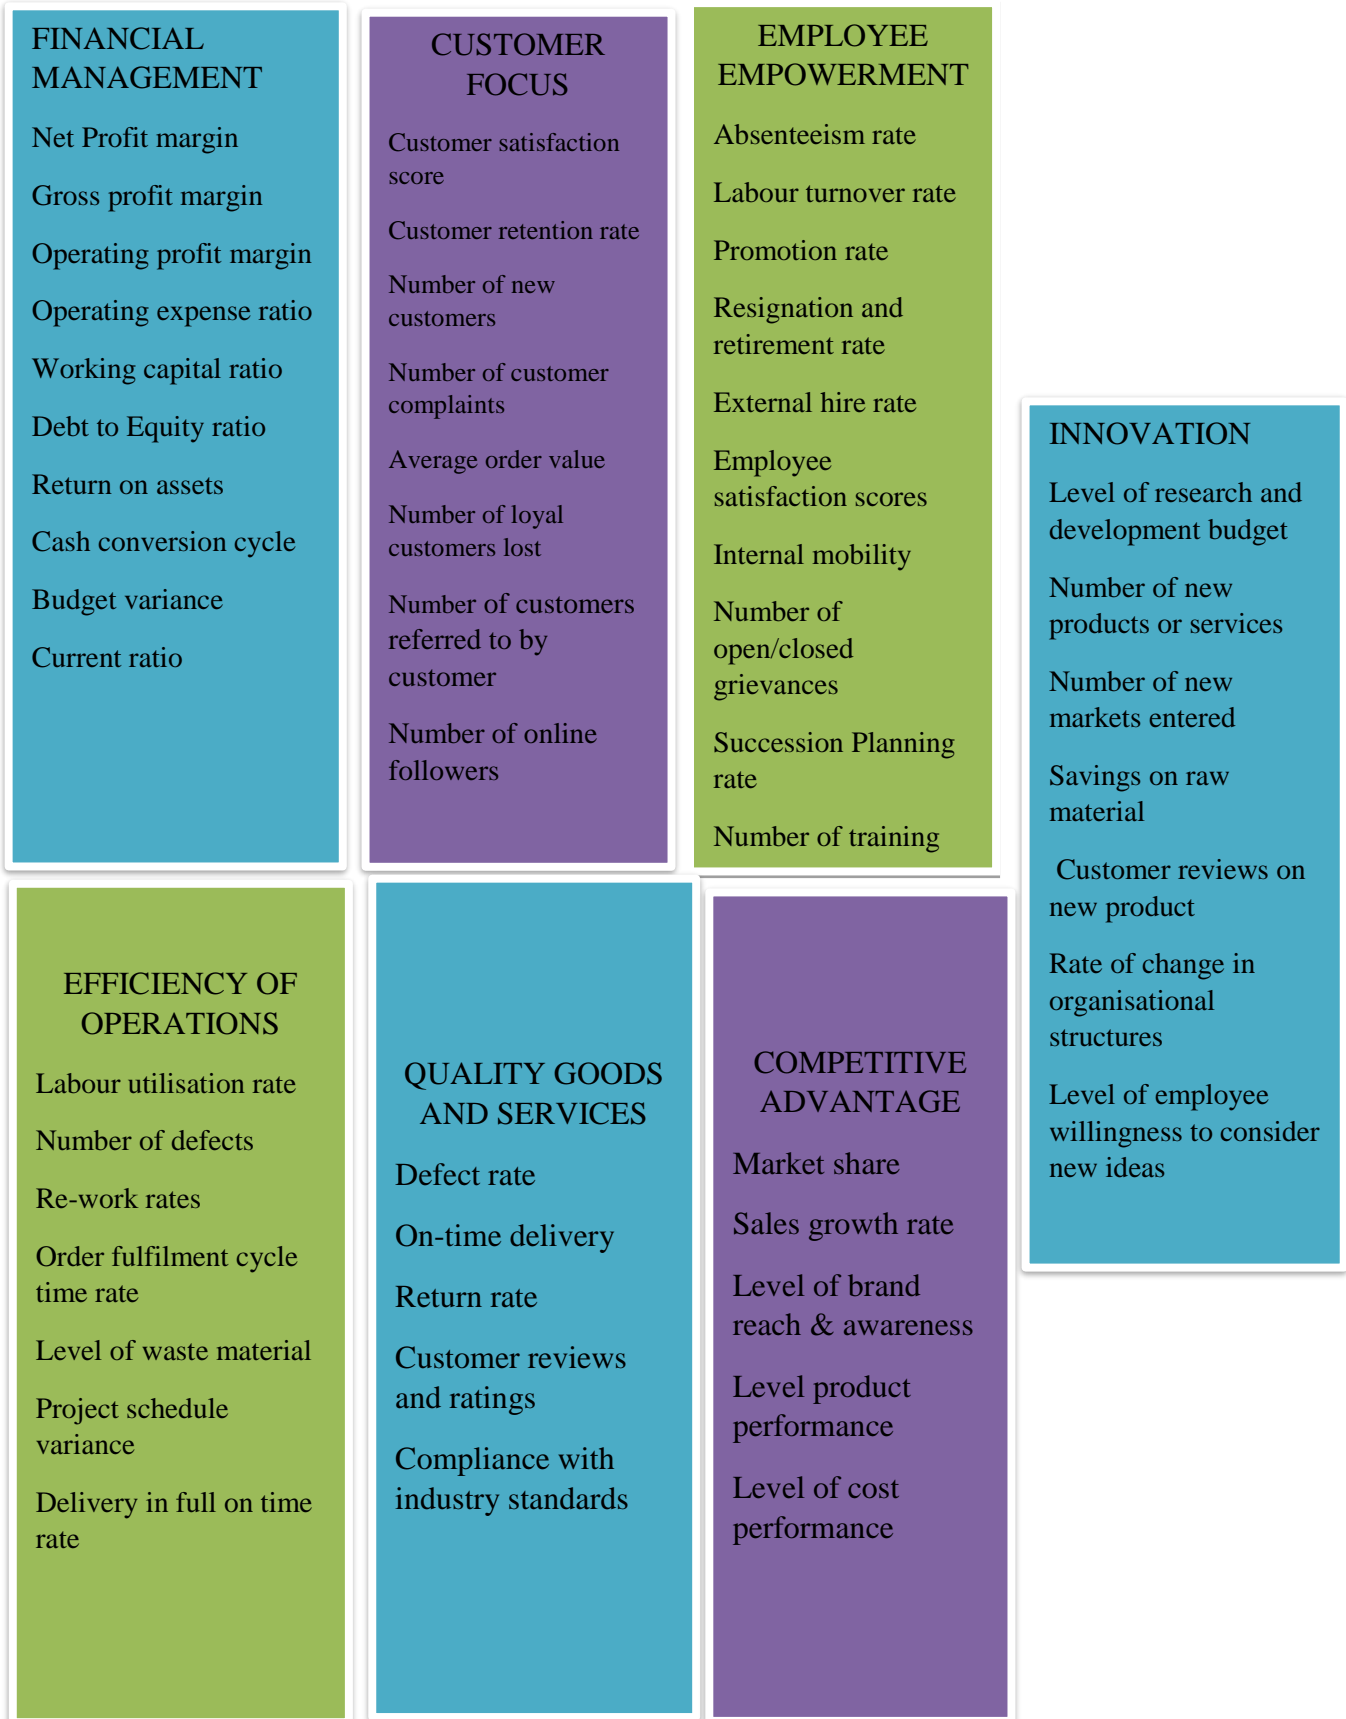 FINANCIAL
MANAGEMENT
Net Profit margin
Gross profit margin
Operating profit margin
Operating expense ratio
Working capital ratio
Debt to Equity ratio
Return on assets
Cash conversion cycle
Budget variance
Current ratio
CUSTOMER
FOCUS
Customer satisfaction
score
Customer retention rate
Number of new
customers
Number of customer
complaints
Average order value
Number of loyal
customers lost
Number of customers
referred to by
customer
Number of online
followers
EMPLOYEE
EMPOWERMENT
Absenteeism rate
Labour turnover rate
Promotion rate
Resignation and
retirement rate
External hire rate
Employee
satisfaction scores
Internal mobility
Number of
open/closed
grievances
Succession Planning
rate
Number of training
INNOVATION
Level of research and
development budget
Number of new
products or services
Number of new
markets entered
Savings on raw
material
Customer reviews on
new product
Rate of change in
organisational
structures
Level of employee
willingness to consider
new ideas
EFFICIENCY OF
OPERATIONS
Labour utilisation rate
Number of defects
Re-work rates
Order fulfilment cycle
time rate
Level of waste material
Project schedule
variance
Delivery in full on time
rate
QUALITY GOODS
AND SERVICES
Defect rate
On-time delivery
Return rate
Customer reviews
and ratings
Compliance with
industry standards
COMPETITIVE
ADVANTAGE
Market share
Sales growth rate
Level of brand
reach & awareness
Level product
performance
Level of cost
performance